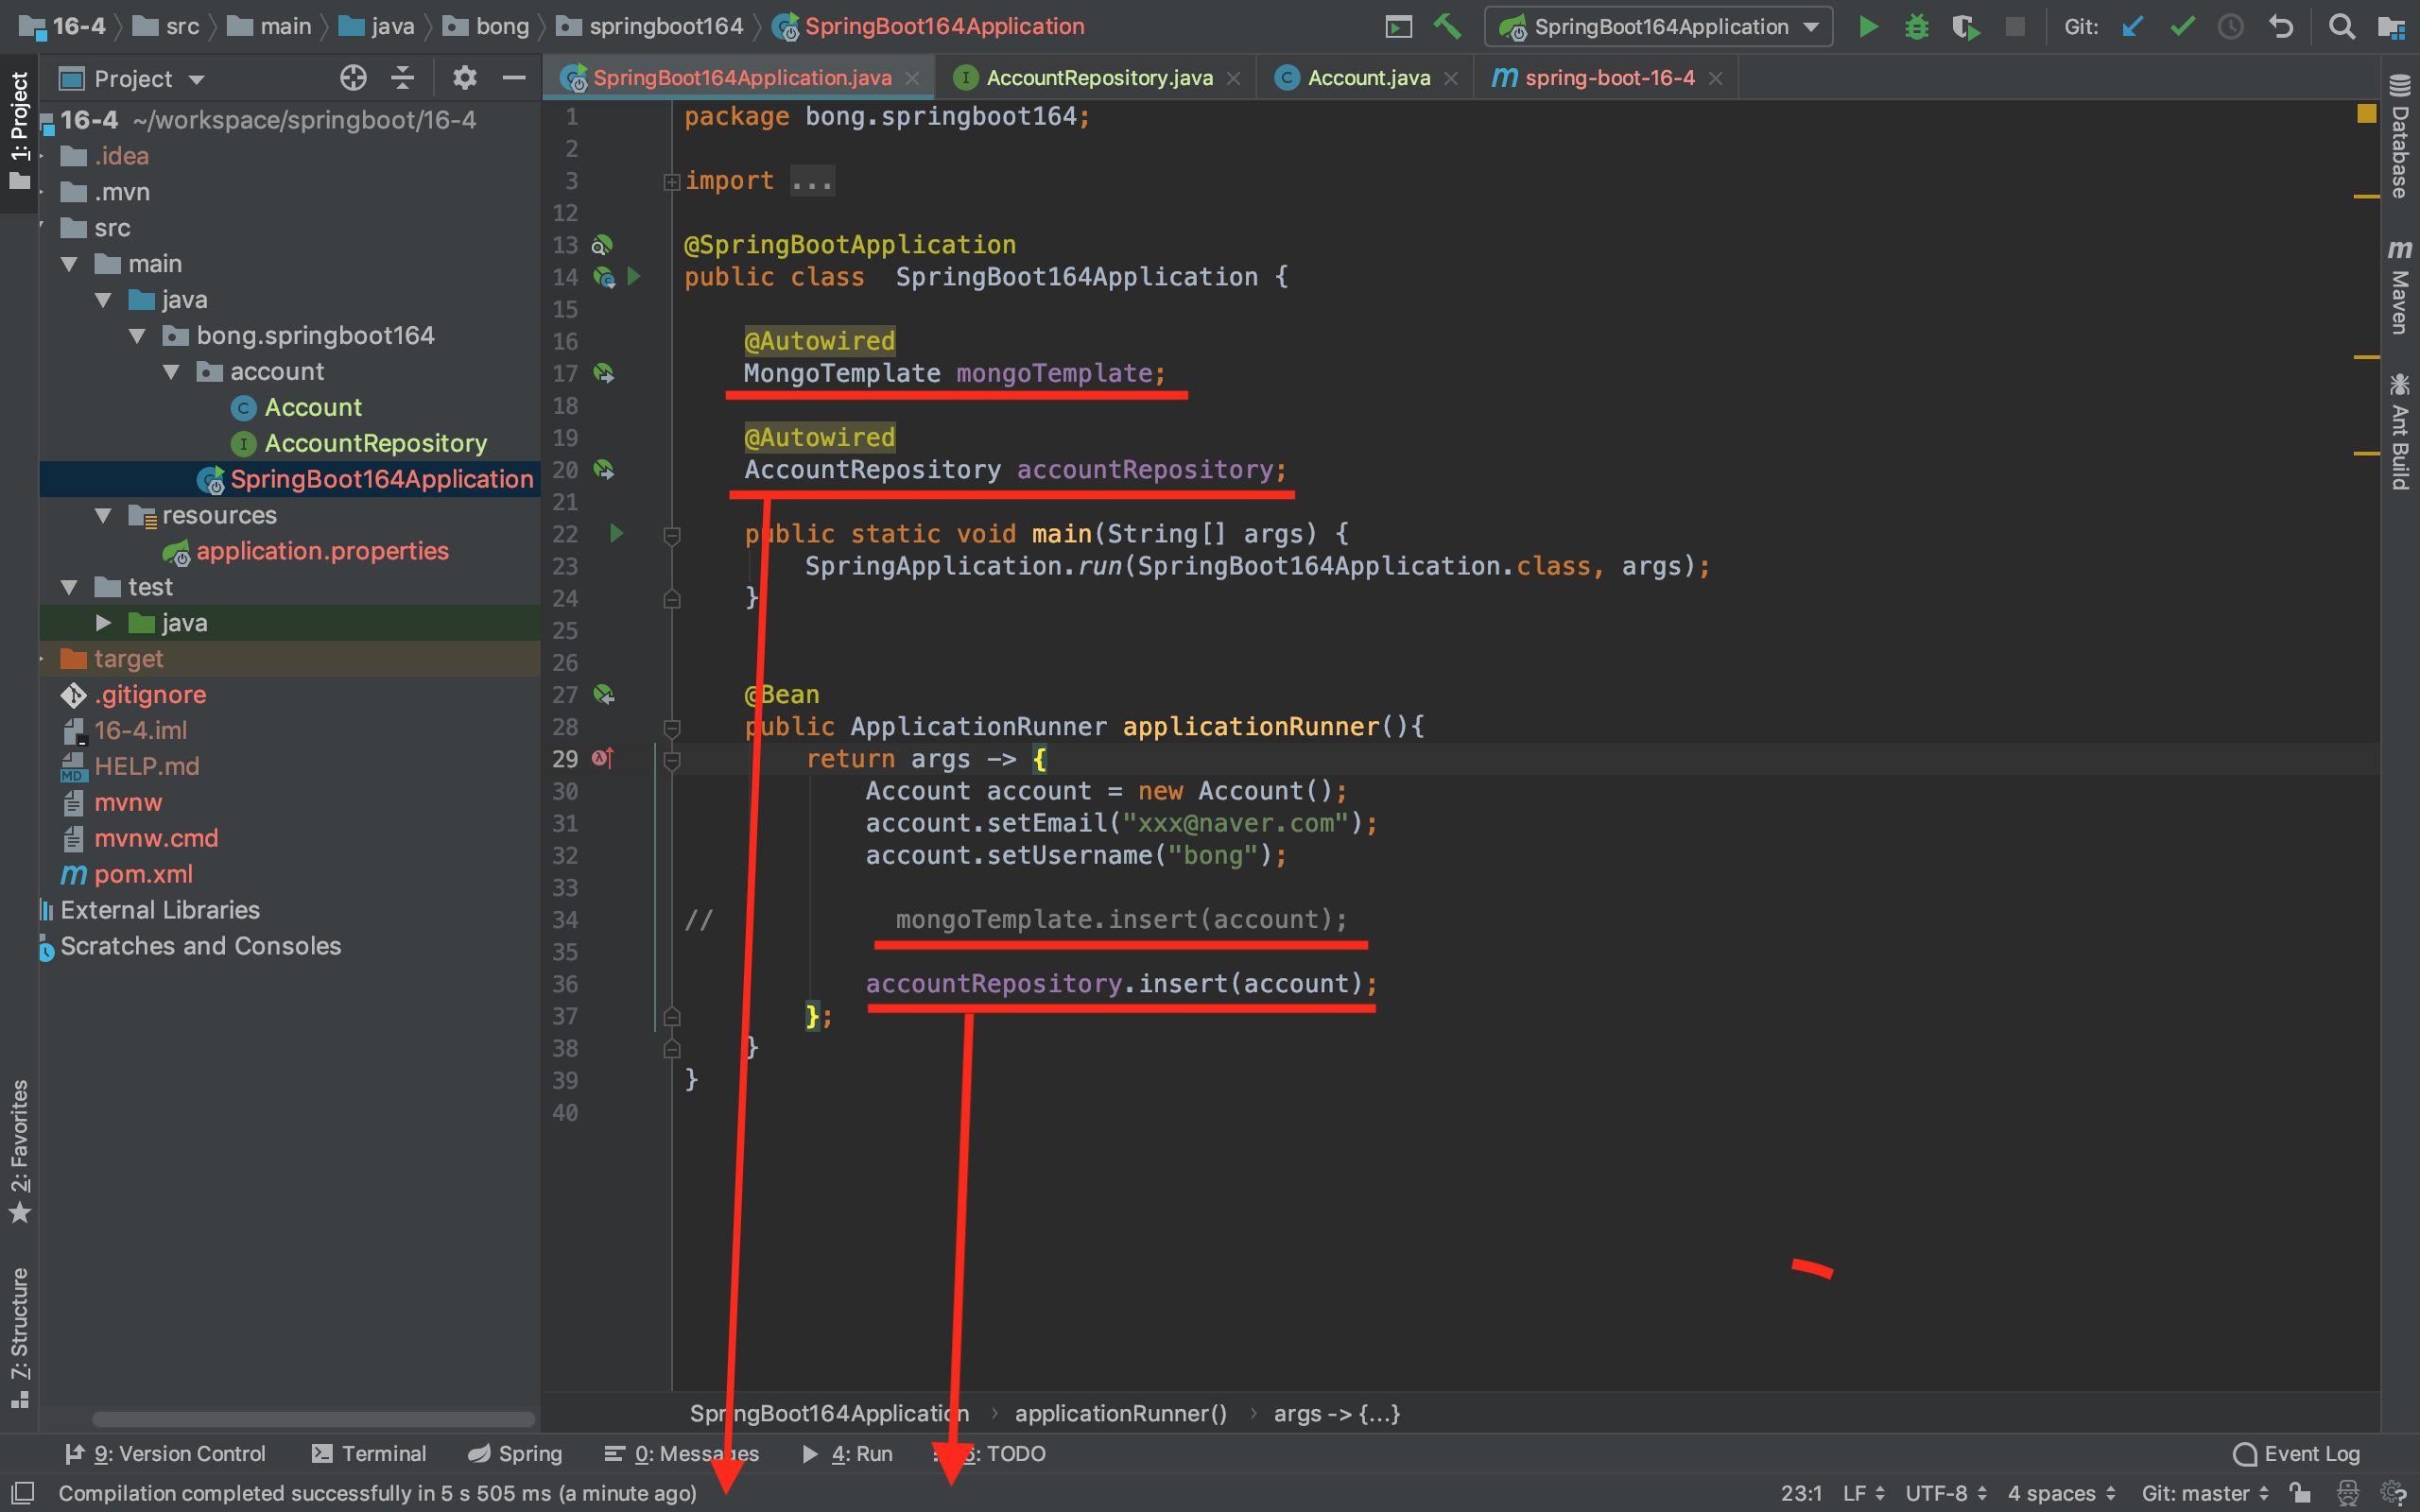 16-4 src main java bong springboot164 SpringBoot164Application SpringBoot164Application Git:
Project
SpringBoot164Application.java AccountRepository.java Account.java m spring-boot-16-4
1: Project
2: Favorites
7: Structure
16-4 ~/workspace/springboot/16-4
.idea
.mvn
src
main
java
bong.springboot164
account
C Account
I AccountRepository
SpringBoot164Application
resources
application.properties
test
java
target
.gitignore
16-4.iml
MD HELP.md
mvnw
mvnw.cmd
m pom.xml
External Libraries
Scratches and Consoles
1 package bong.springboot164;
2
3 import ...
12
13 @SpringBootApplication
14 public class  SpringBoot164Application {
15
16 @Autowired
17 MongoTemplate mongoTemplate;
18
19 @Autowired
20 AccountRepository accountRepository;
21
22 public static void main(String[] args) {
23 SpringApplication.run(SpringBoot164Application.class, args);
24 }
25
26
27 @Bean
28 public ApplicationRunner applicationRunner(){
29 return args -> {
30 Account account = new Account();
31 account.setEmail("xxx@naver.com");
32 account.setUsername("bong");
33
34 // mongoTemplate.insert(account);
35
36 accountRepository.insert(account);
37 };
38 }
39 }
40
Database
m Maven
Ant Build
SpringBoot164Application applicationRunner() args -> {...}
9: Version Control Terminal Spring 0: Messages 4: Run 6: TODO Event Log
Compilation completed successfully in 5 s 505 ms (a minute ago) 23:1 LF UTF-8 4 spaces Git: master